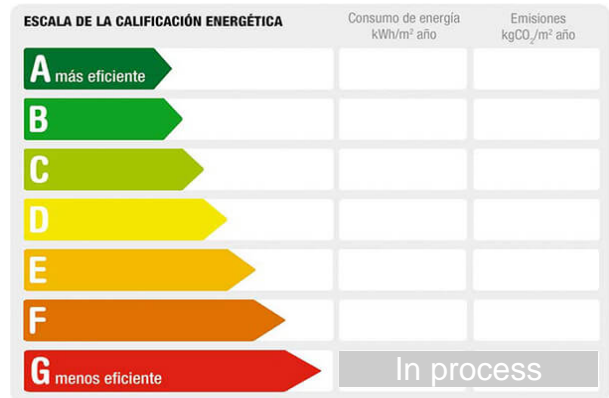 ESCALA DE LA CALIFICACIÓN ENERGÉTICA
Consumo de energía
kWh/m² año
Emisiones
kgCO₂/m² año
A más eficiente
B
C
D
E
F
G menos eficiente
In process